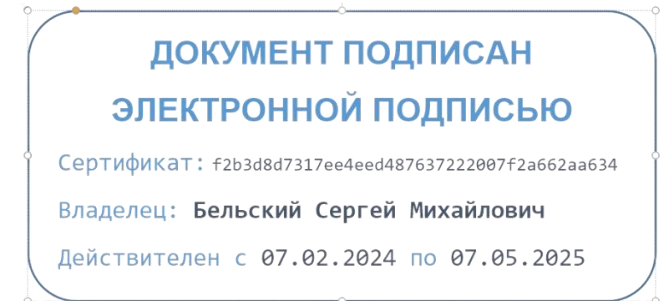 ДОКУМЕНТ ПОДПИСАН
ЭЛЕКТРОННОЙ ПОДПИСЬЮ
Сертификат: f2b3d8d7317ee4eed487637222007f2a662aa634
Владелец: Бельский Сергей Михайлович
Действителен с 07.02.2024 по 07.05.2025